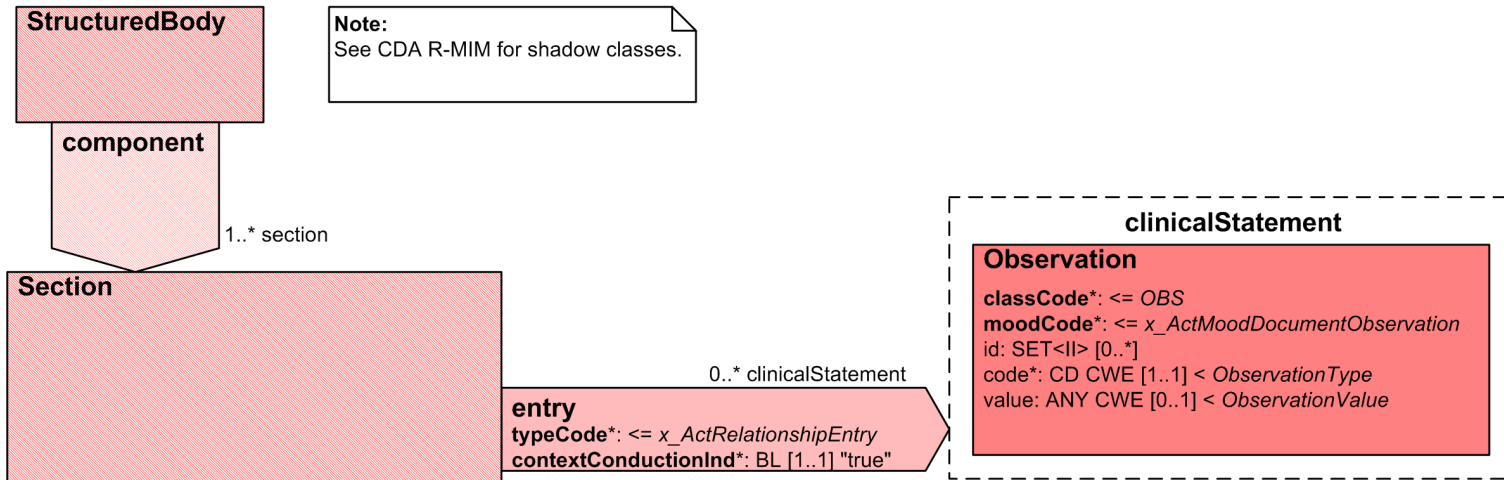 StructuredBody
Note:
See CDA R-MIM for shadow classes.
component
1..* section
Section
0..* clinicalStatement
entry
typeCode*: <= x_ActRelationshipEntry
contextConductionInd*: BL [1..1] "true"
clinicalStatement
Observation
classCode*: <= OBS
moodCode*: <= x_ActMoodDocumentObservation
id: SET<II> [0..*]
code*: CD CWE [1..1] < ObservationType
value: ANY CWE [0..1] < ObservationValue